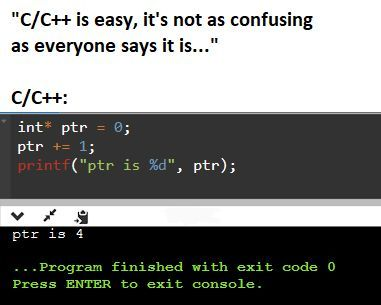 "C/C++ is easy, it's not as confusing
as everyone says it is..."
C/C++:
int* ptr = 0;
ptr += 1;
printf("ptr is %d", ptr);
ptr is 4
...Program finished with exit code 0
Press ENTER to exit console.